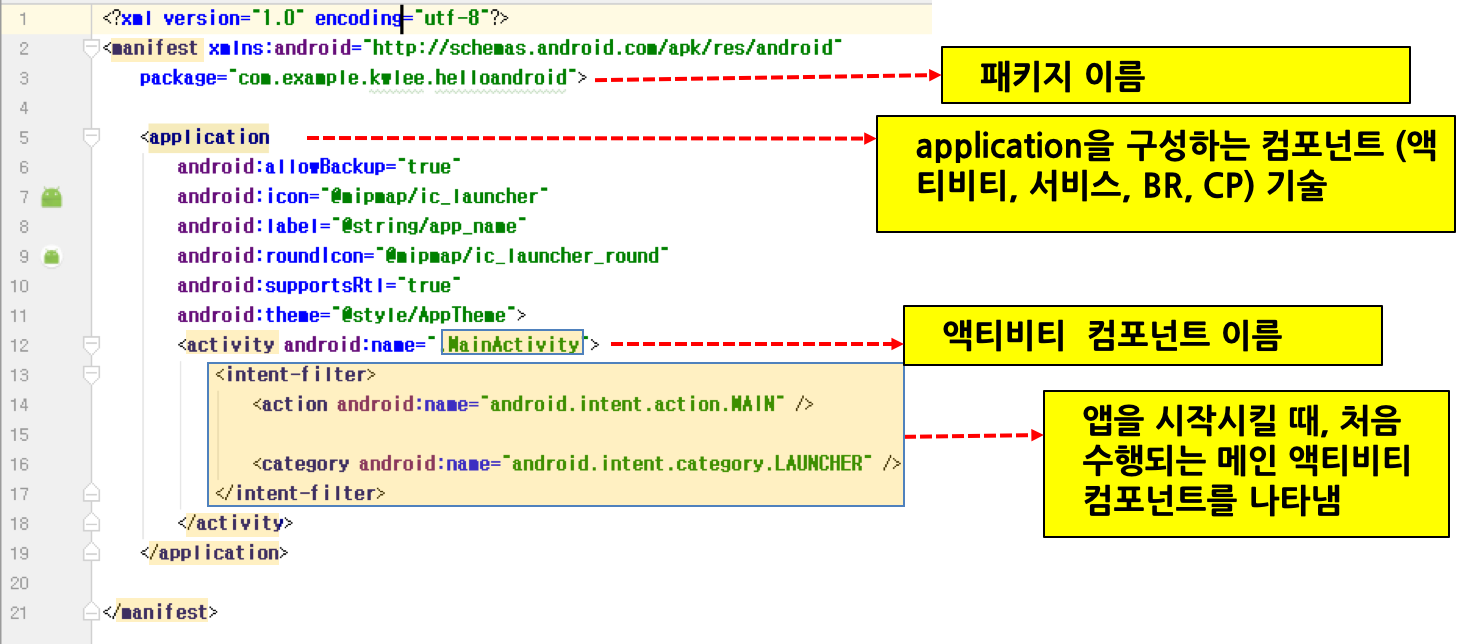 1 <?xml version="1.0" encoding="utf-8"?>
2 <manifest xmlns:android="http://schemas.android.com/apk/res/android"
3 package="com.example.kwlee.helloandroid">
패키지 이름
4
5 <application
application을 구성하는 컴포넌트 (액
티비티, 서비스, BR, CP) 기술
6 android:allowBackup="true"
7 android:icon="@mipmap/ic_launcher"
8 android:label="@string/app_name"
9 android:roundIcon="@mipmap/ic_launcher_round"
10 android:supportsRtl="true"
11 android:theme="@style/AppTheme">
12 <activity android:name=".MainActivity">
액티비티 컴포넌트 이름
13 <intent-filter>
14 <action android:name="android.intent.action.MAIN" />
15
16 <category android:name="android.intent.category.LAUNCHER" />
17 </intent-filter>
앱을 시작시킬 때, 처음
수행되는 메인 액티비티
컴포넌트를 나타냄
18 </activity>
19 </application>
20
21 </manifest>